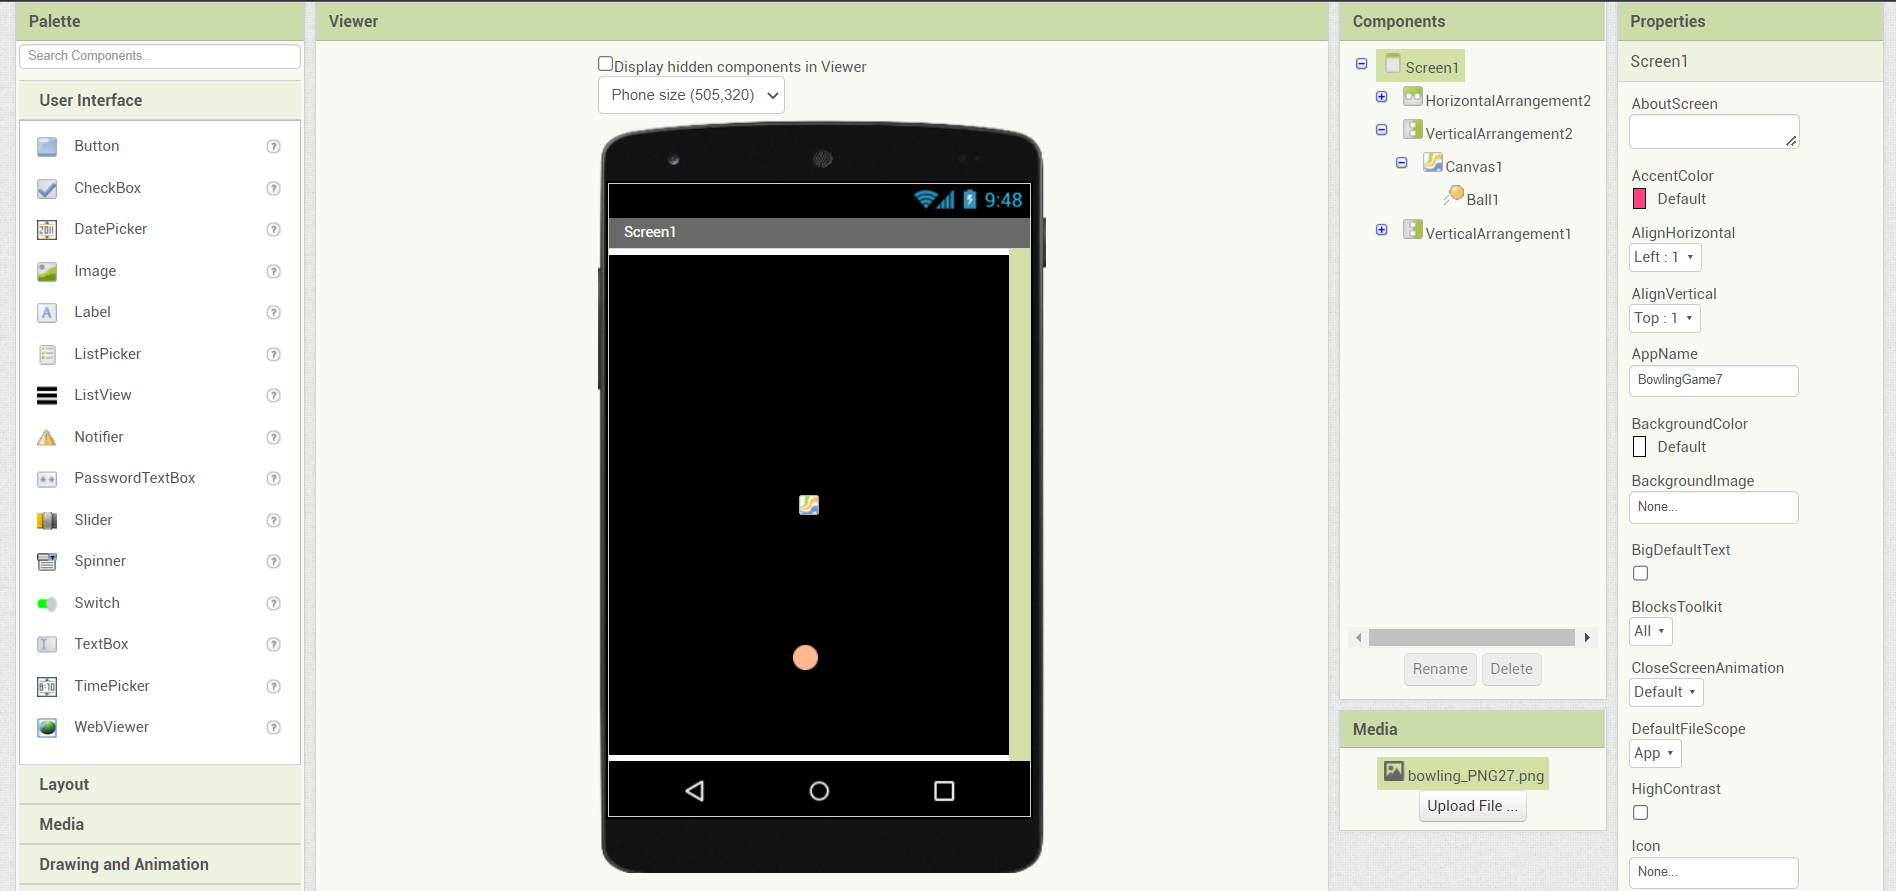 Palette
Search Components...
User Interface
Button
CheckBox
DatePicker
Image
Label
ListPicker
ListView
Notifier
PasswordTextBox
Slider
Spinner
Switch
TextBox
TimePicker
WebViewer
Layout
Media
Drawing and Animation
Viewer
Display hidden components in Viewer
Phone size (505,320)
9:48
Screen1
Components
Screen1
HorizontalArrangement2
VerticalArrangement2
Canvas1
Ball1
VerticalArrangement1
Rename Delete
Media
bowling_PNG27.png
Upload File ...
Properties
Screen1
AboutScreen
AccentColor
Default
AlignHorizontal
Left : 1
AlignVertical
Top : 1
AppName
BowlingGame7
BackgroundColor
Default
BackgroundImage
None...
BigDefaultText
BlocksToolkit
All
CloseScreenAnimation
Default
DefaultFileScope
App
HighContrast
Icon
None...